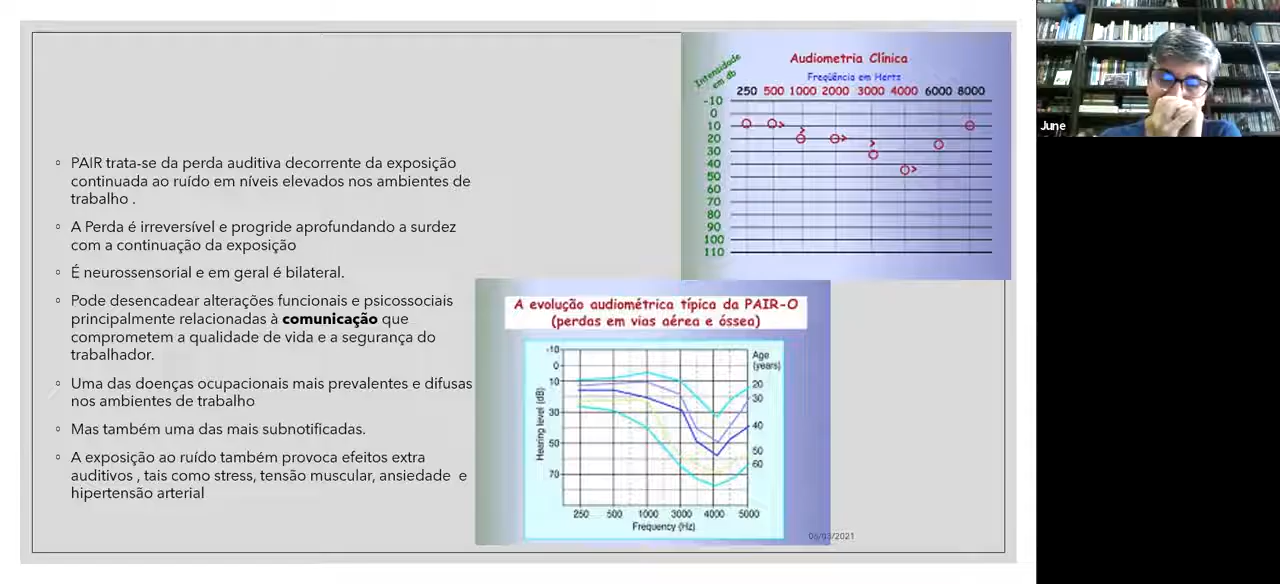 PAIR trata-se da perda auditiva decorrente da exposição
continuada ao ruído em níveis elevados nos ambientes de
trabalho .
A Perda é irreversível e progride aprofundando a surdez
com a continuação da exposição
É neurossensorial e em geral é bilateral.
Pode desencadear alterações funcionais e psicossociais
principalmente relacionadas à comunicação que
comprometem a qualidade de vida e a segurança do
trabalhador.
Uma das doenças ocupacionais mais prevalentes e difusas
nos ambientes de trabalho
Mas também uma das mais subnotificadas.
A exposição ao ruído também provoca efeitos extra
auditivos , tais como stress, tensão muscular, ansiedade e
hipertensão arterial
Audiometria Clínica
Intensidade
em db
Freqüência em Herts
250 500 1000 2000 3000 4000 6000 8000
-10
0
10
20
30
40
50
60
70
80
90
100
110
A evolução audiométrica típica da PAIR-O
(perdas em vias aérea e óssea)
Hearing level (dB)
-10
0
10
30
50
70
Age
(years)
20
30
40
50
60
250 500 1000 3000 4000 5000
Frequency (Hz)
06/03/2021
June